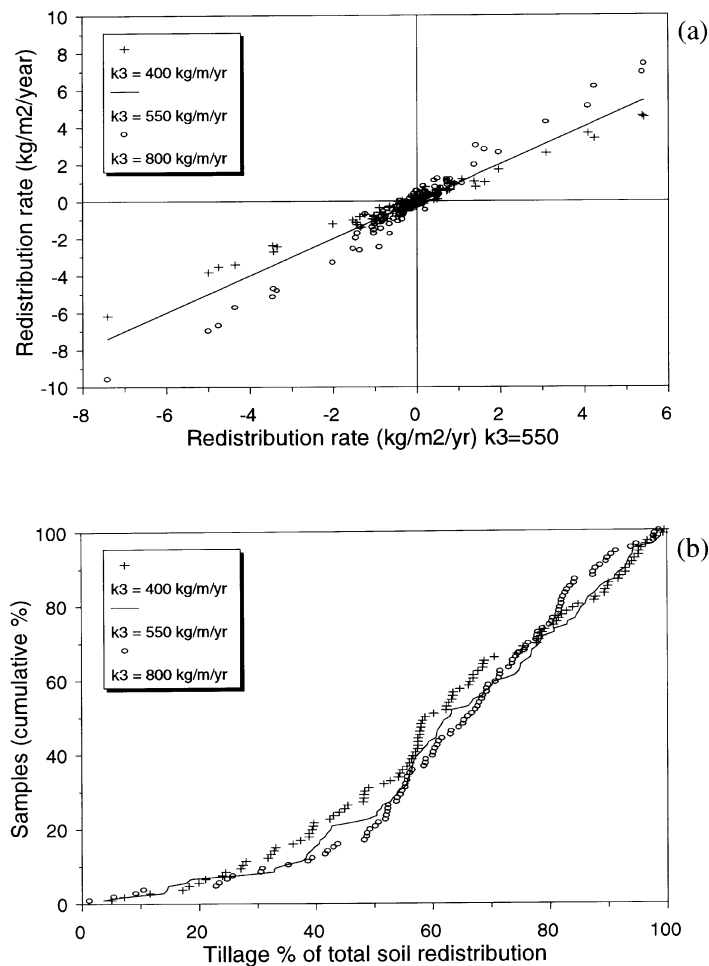 (a)
10
8
6
4
2
0
-2
-4
-6
-8
-10
Redistribution rate (kg/m2/year)
k3 = 400 kg/m/yr
k3 = 550 kg/m/yr
k3 = 800 kg/m/yr
-8 -6 -4 -2 0 2 4 6
Redistribution rate (kg/m2/yr) k3=550
(b)
100
80
60
40
20
0
Samples (cumulative %)
k3 = 400 kg/m/yr
k3 = 550 kg/m/yr
k3 = 800 kg/m/yr
0 20 40 60 80 100
Tillage % of total soil redistribution